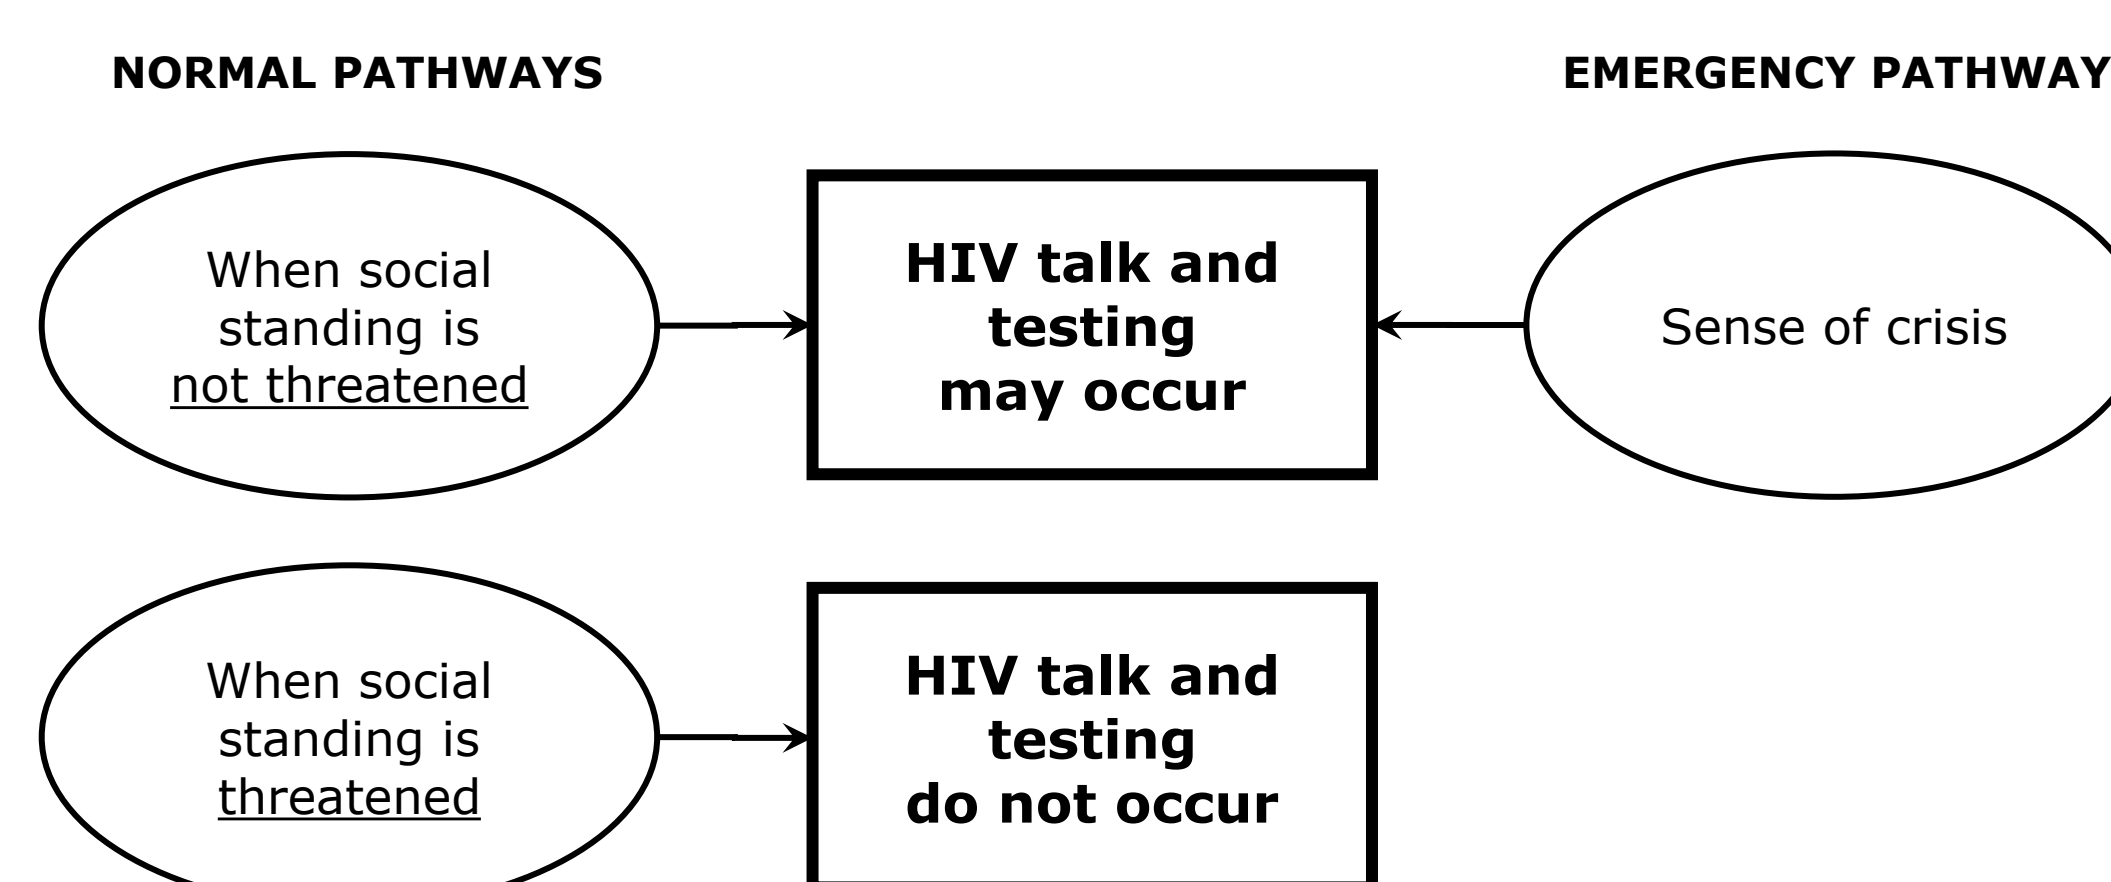 NORMAL PATHWAYS
EMERGENCY PATHWAY
When social
standing is
not threatened
HIV talk and
testing
may occur
Sense of crisis
When social
standing is
threatened
HIV talk and
testing
do not occur